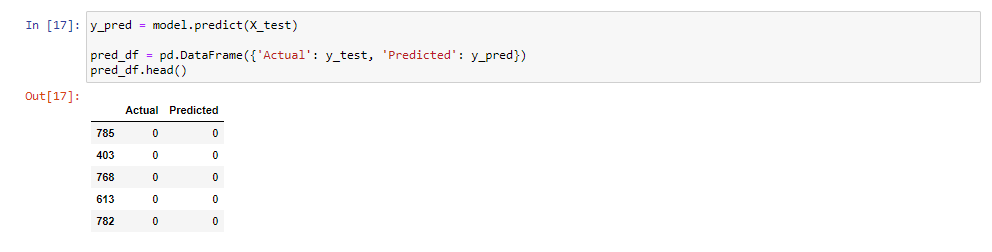 In [17]: y_pred = model.predict(X_test)
pred_df = pd.DataFrame({'Actual': y_test, 'Predicted': y_pred})
pred_df.head()
Out[17]:
Actual Predicted
785 0 0
403 0 0
768 0 0
613 0 0
782 0 0